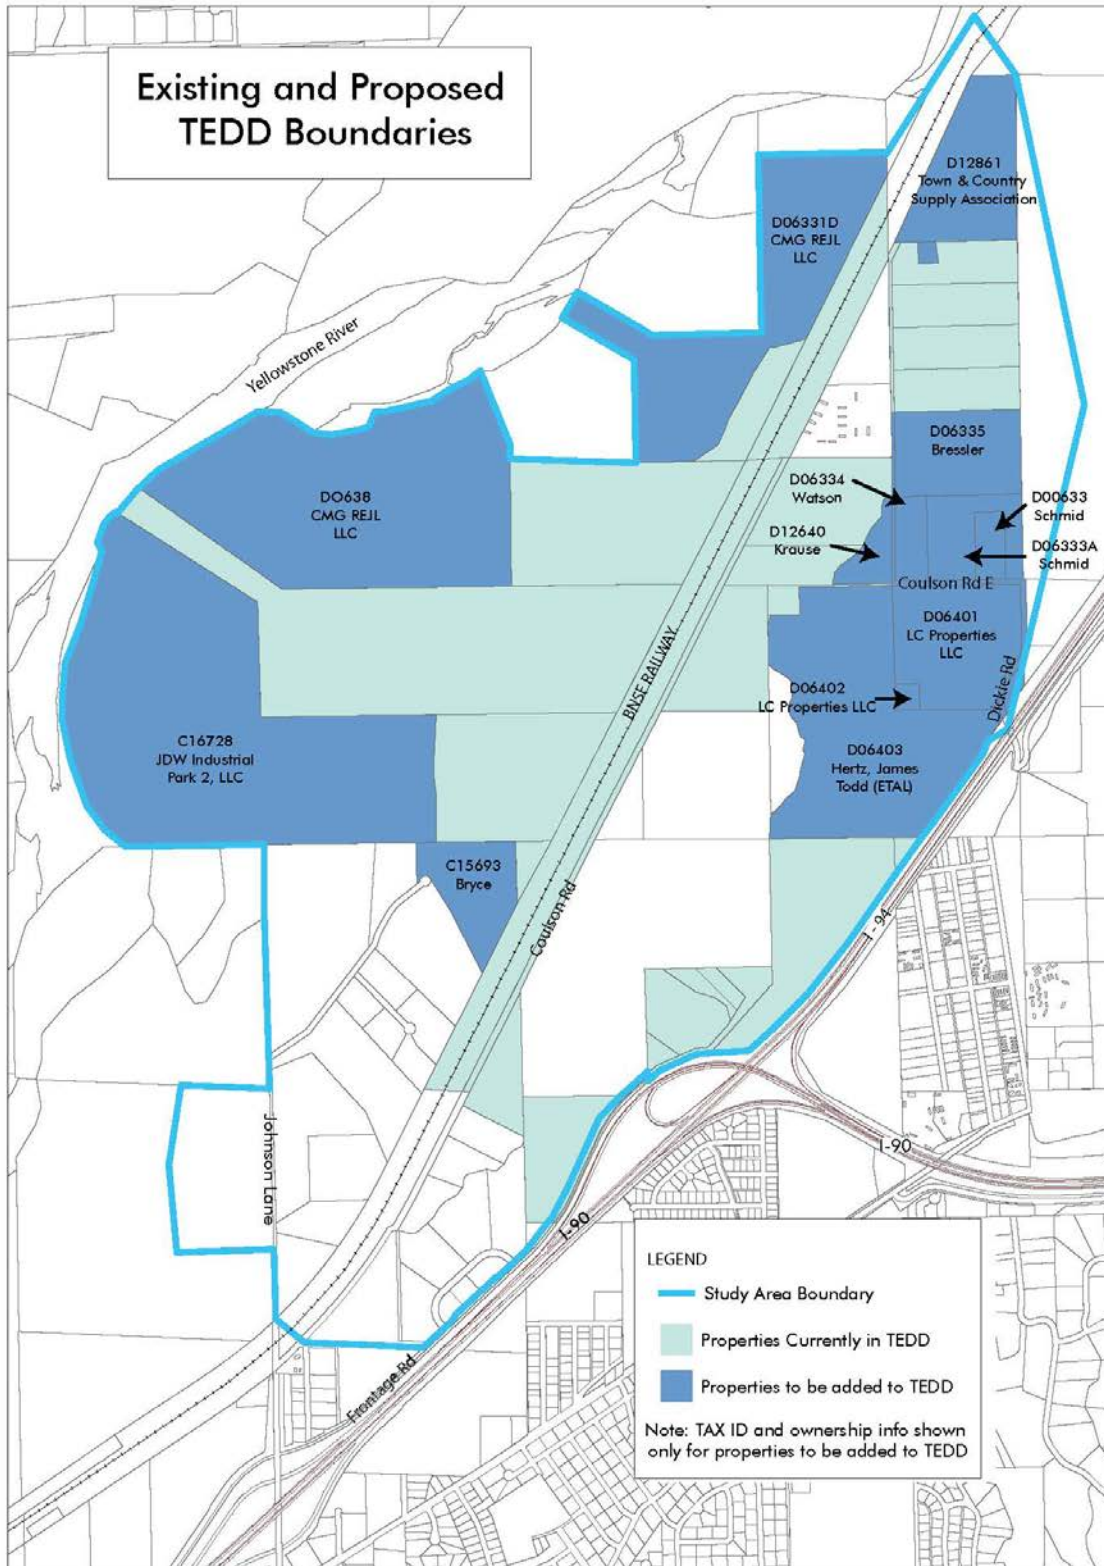 Existing and Proposed
TEDD Boundaries
D12861
Town & Country
Supply Association
D06331D
CMG REJL
LLC
Yellowstone River
D06335
Bressler
D06334
Watson
D00633
Schmid
DO638
CMG REJL
LLC
D12640
Krause
D06333A
Schmid
Coulson Rd E
D06401
LC Properties
LLC
BNSF RAILWAY
D06402
LC Properties LLC
Dickie Rd
C16728
JDW Industrial
Park 2, LLC
D06403
Hertz, James
Todd (ETAL)
C15693
Bryce
Coulson Rd
I-94
Johnson Lane
I-90
I-90
Frontage Rd
LEGEND
Study Area Boundary
Properties Currently in TEDD
Properties to be added to TEDD
Note: TAX ID and ownership info shown
only for properties to be added to TEDD